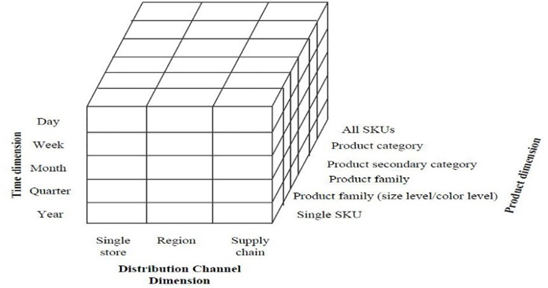 Time dimension
Day
Week
Month
Quarter
Year
All SKUs
Product category
Product secondary category
Product family
Product family (size level/color level)
Single SKU
Product dimension
Single
store
Region
Supply
chain
Distribution Channel
Dimension